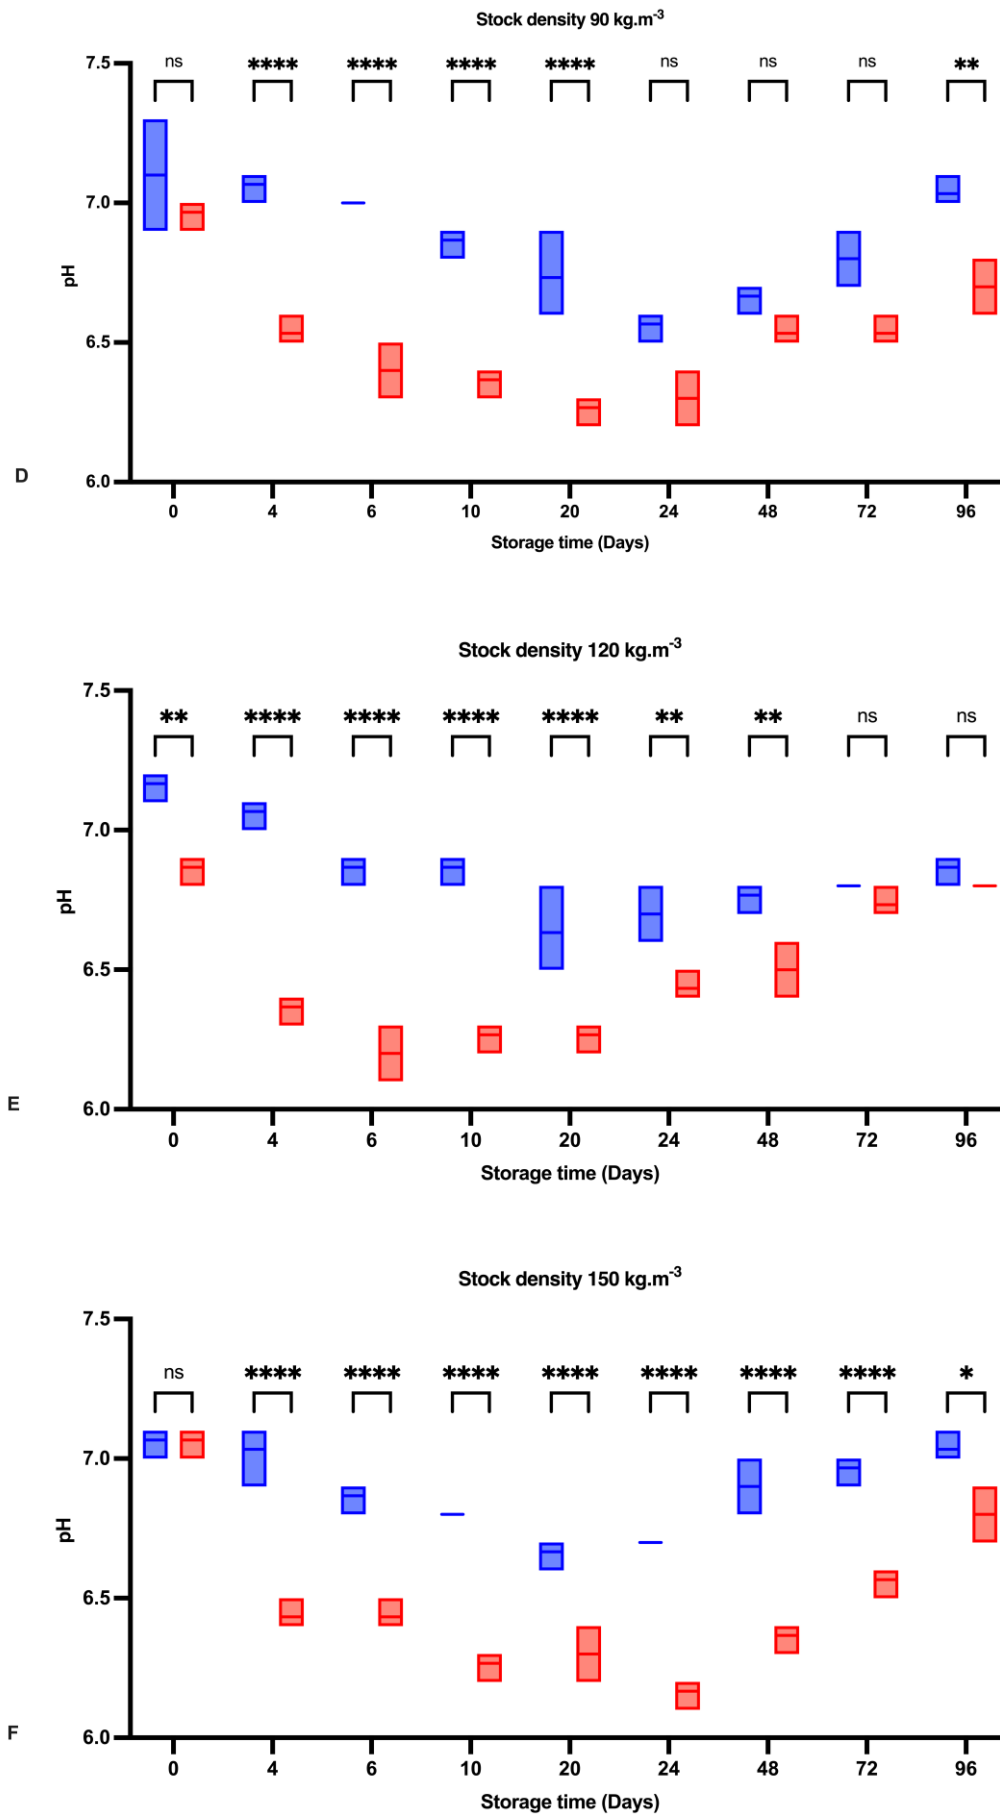 Stock density 90 kg.m⁻³
ns **** **** **** **** ns ns ns **
7.5
7.0
6.5
6.0
pH
D
0 4 6 10 20 24 48 72 96
Storage time (Days)
Stock density 120 kg.m⁻³
** **** **** **** **** ** ** ns ns
7.5
7.0
6.5
6.0
pH
E
0 4 6 10 20 24 48 72 96
Storage time (Days)
Stock density 150 kg.m⁻³
ns **** **** **** **** **** **** **** *
7.5
7.0
6.5
6.0
pH
F
0 4 6 10 20 24 48 72 96
Storage time (Days)